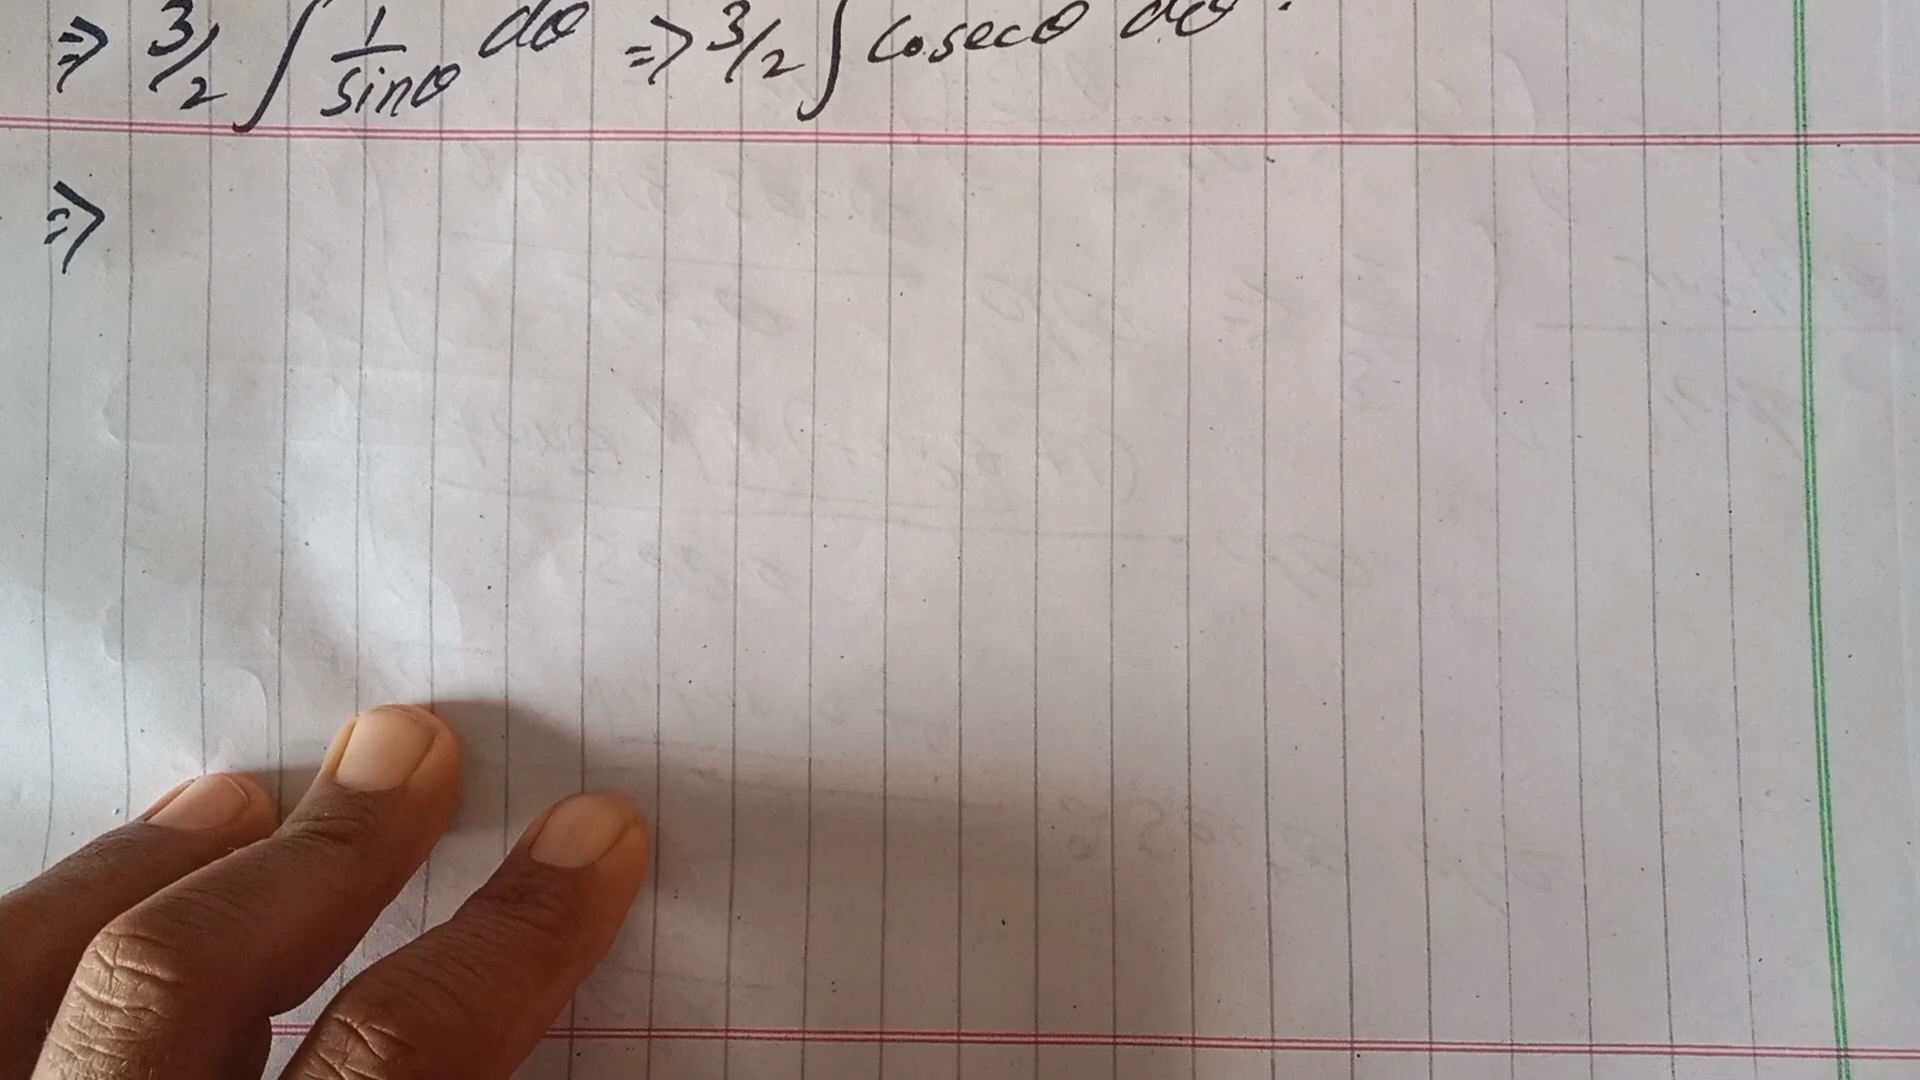 ⇒ 3/2 ∫ 1/sinθ dθ ⇒ 3/2 ∫ cosecθ dθ.
⇒